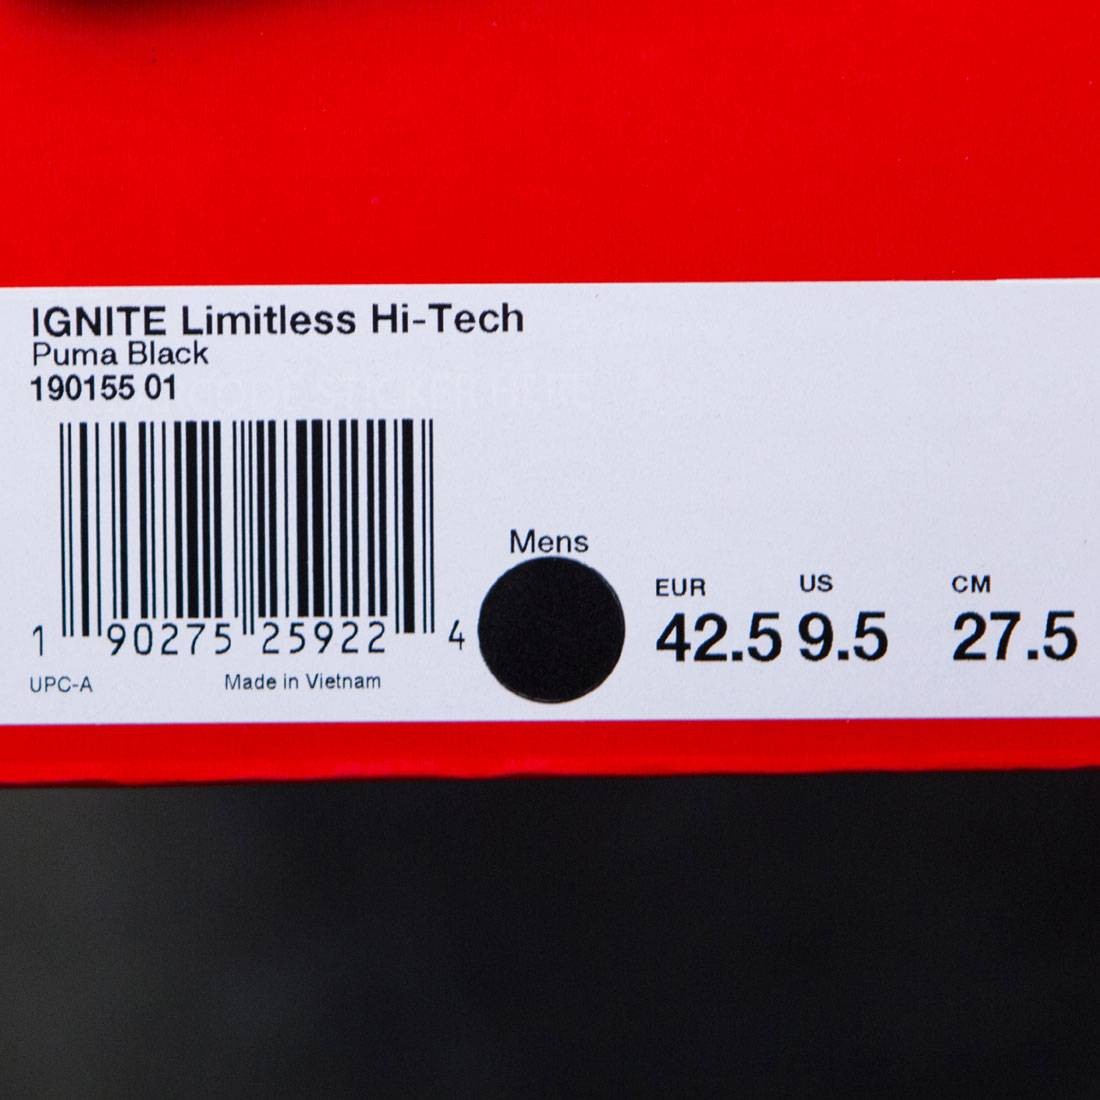 IGNITE Limitless Hi-Tech
Puma Black
190155 01
1 90275 25922 4
UPC-A
Made in Vietnam
Mens
EUR US CM
42.5 9.5 27.5